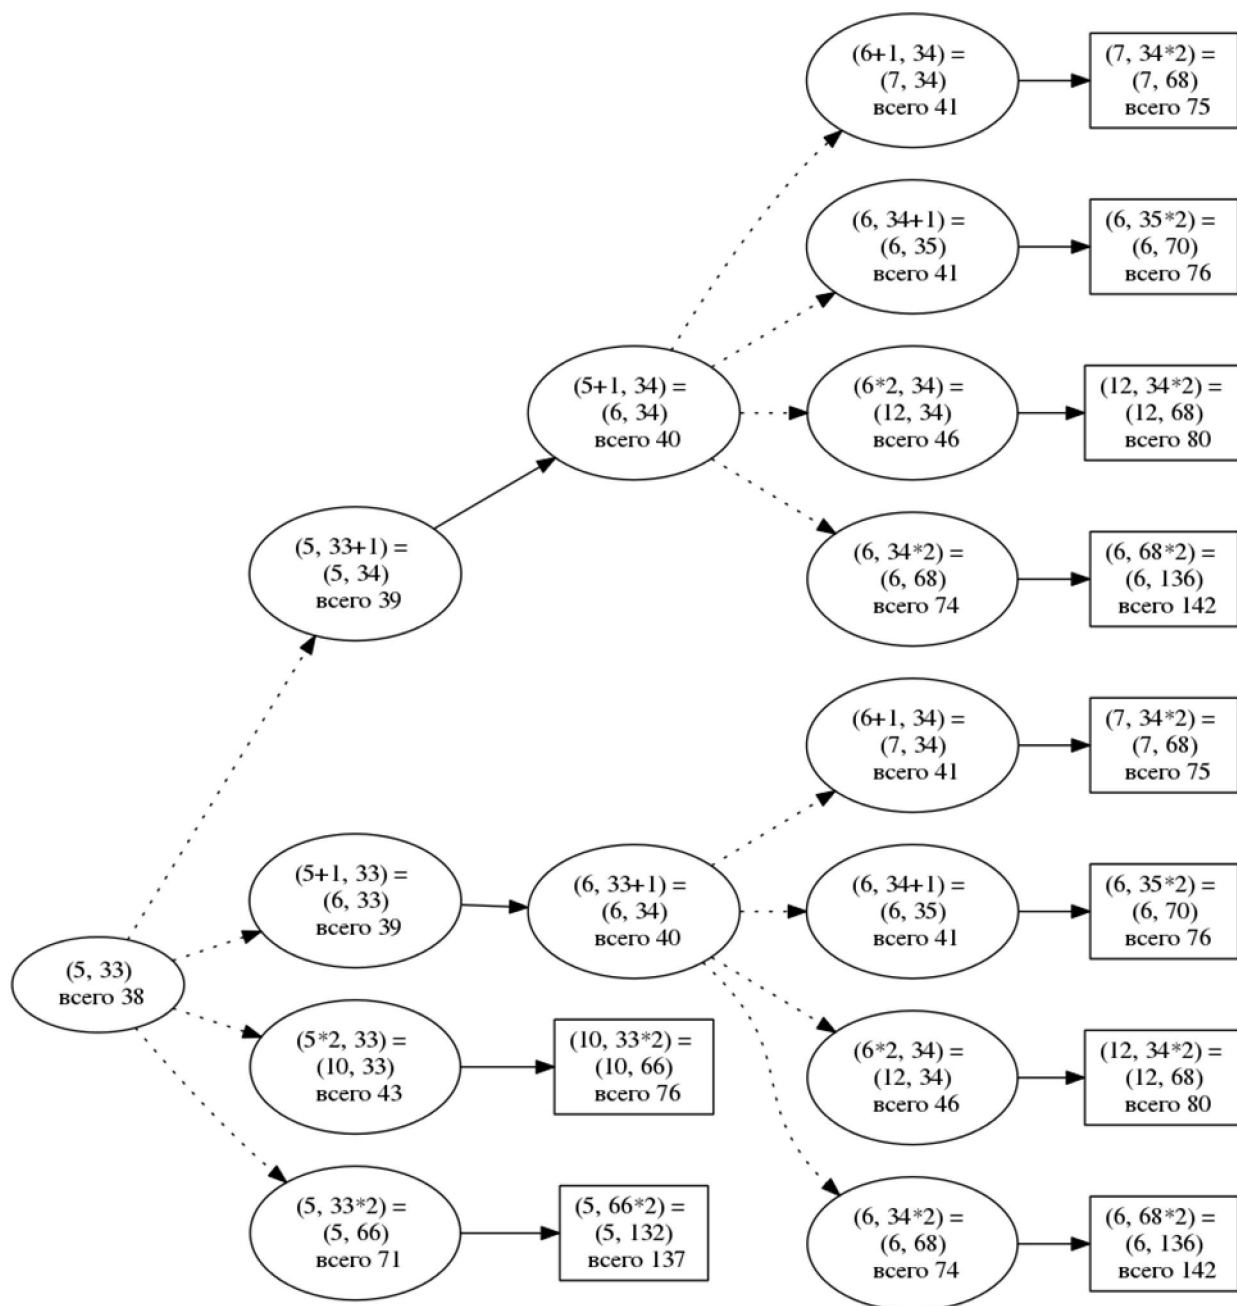 (6+1, 34) =
(7, 34)
всего 41
(7, 34*2) =
(7, 68)
всего 75
(6, 34+1) =
(6, 35)
всего 41
(6, 35*2) =
(6, 70)
всего 76
(5+1, 34) =
(6, 34)
всего 40
(6*2, 34) =
(12, 34)
всего 46
(12, 34*2) =
(12, 68)
всего 80
(5, 33+1) =
(5, 34)
всего 39
(6, 34*2) =
(6, 68)
всего 74
(6, 68*2) =
(6, 136)
всего 142
(6+1, 34) =
(7, 34)
всего 41
(7, 34*2) =
(7, 68)
всего 75
(5+1, 33) =
(6, 33)
всего 39
(6, 33+1) =
(6, 34)
всего 40
(6, 34+1) =
(6, 35)
всего 41
(6, 35*2) =
(6, 70)
всего 76
(5, 33)
всего 38
(5*2, 33) =
(10, 33)
всего 43
(10, 33*2) =
(10, 66)
всего 76
(6*2, 34) =
(12, 34)
всего 46
(12, 34*2) =
(12, 68)
всего 80
(5, 33*2) =
(5, 66)
всего 71
(5, 66*2) =
(5, 132)
всего 137
(6, 34*2) =
(6, 68)
всего 74
(6, 68*2) =
(6, 136)
всего 142